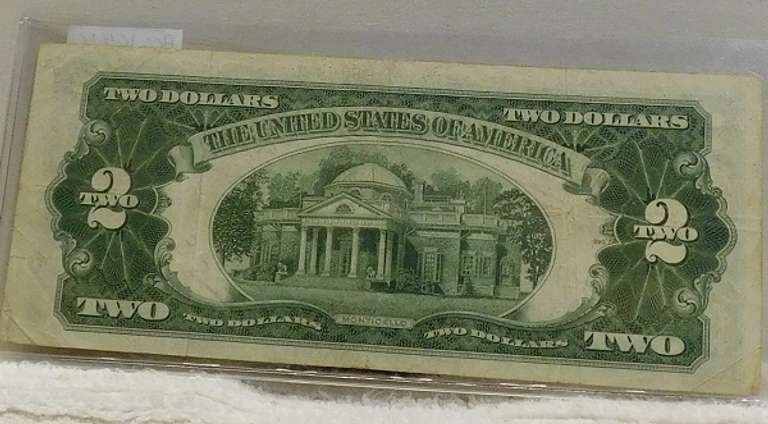 TWO DOLLARS
TWO DOLLARS
THE UNITED STATES OF AMERICA
2
TWO
2
TWO
MONTICELLO
TWO
TWO DOLLARS
TWO DOLLARS
TWO